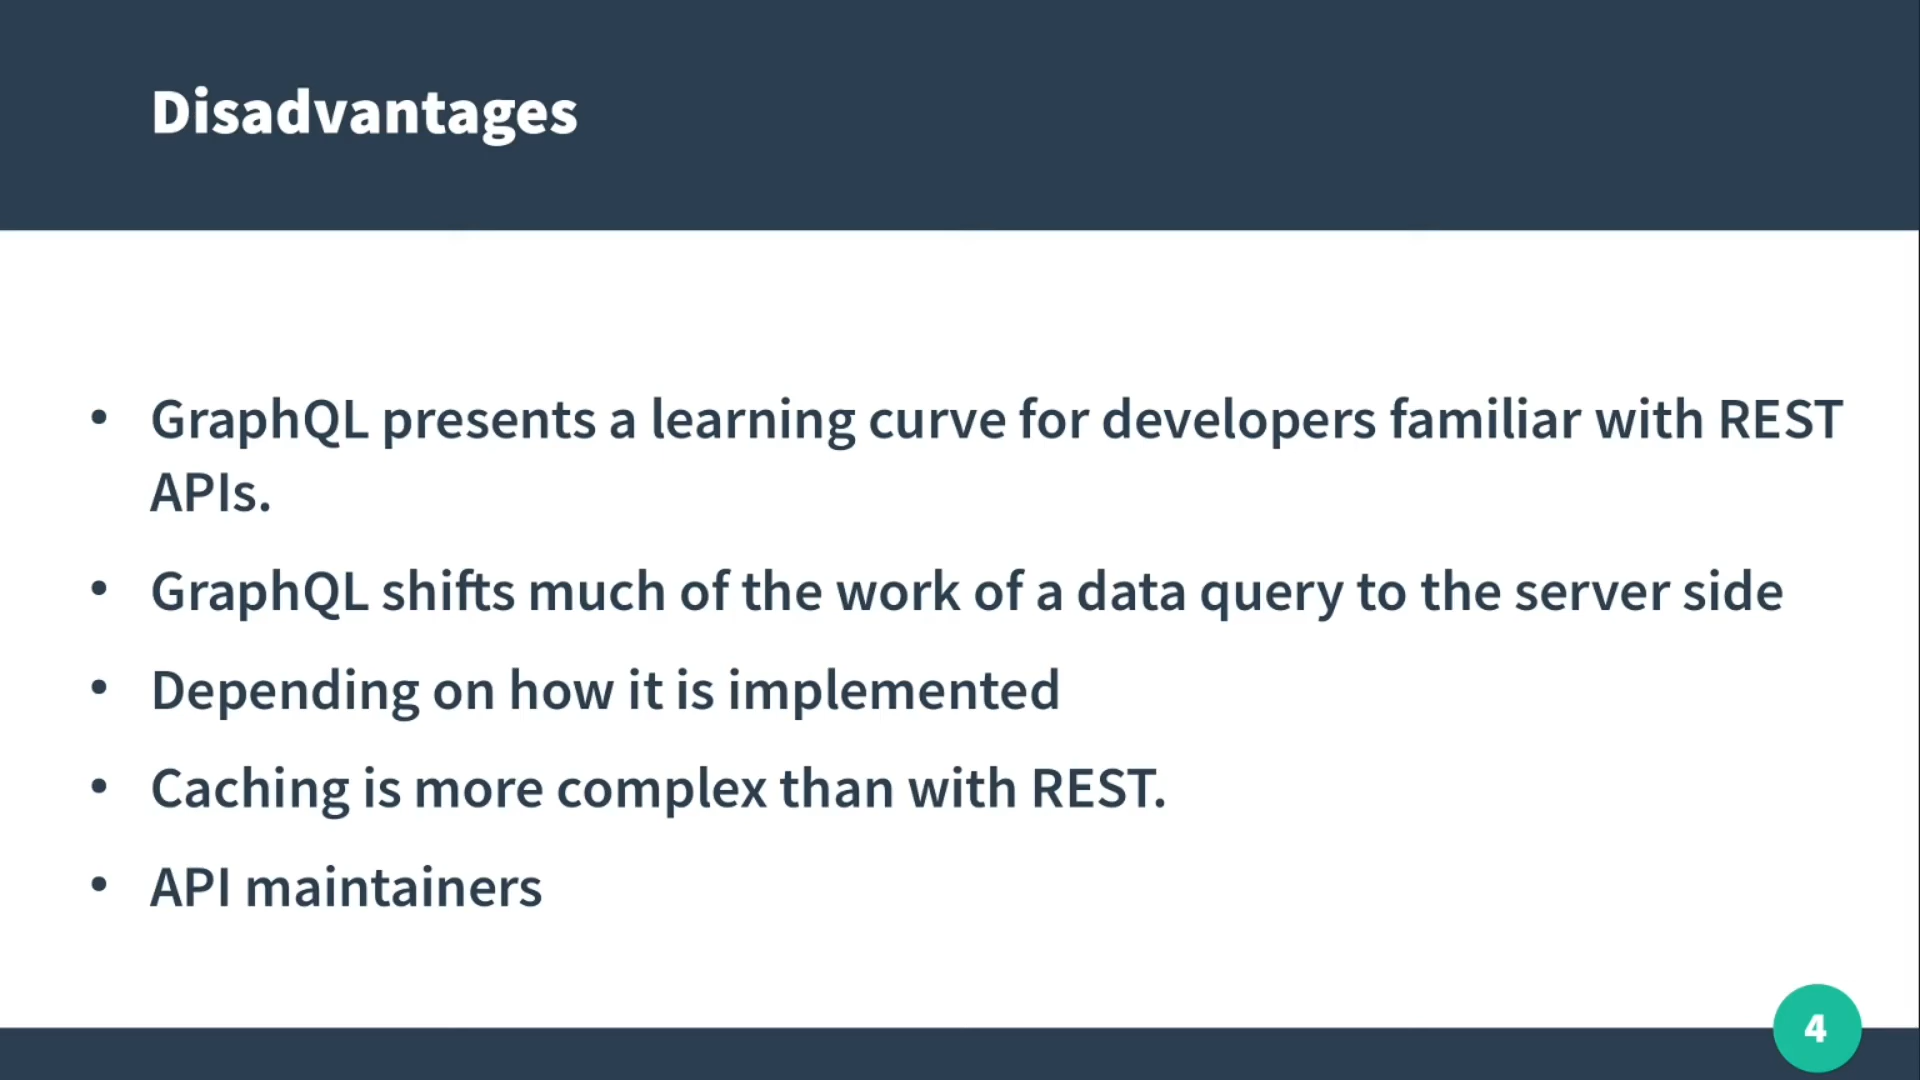 Disadvantages
• GraphQL presents a learning curve for developers familiar with REST
APIs.
• GraphQL shifts much of the work of a data query to the server side
• Depending on how it is implemented
• Caching is more complex than with REST.
• API maintainers
4